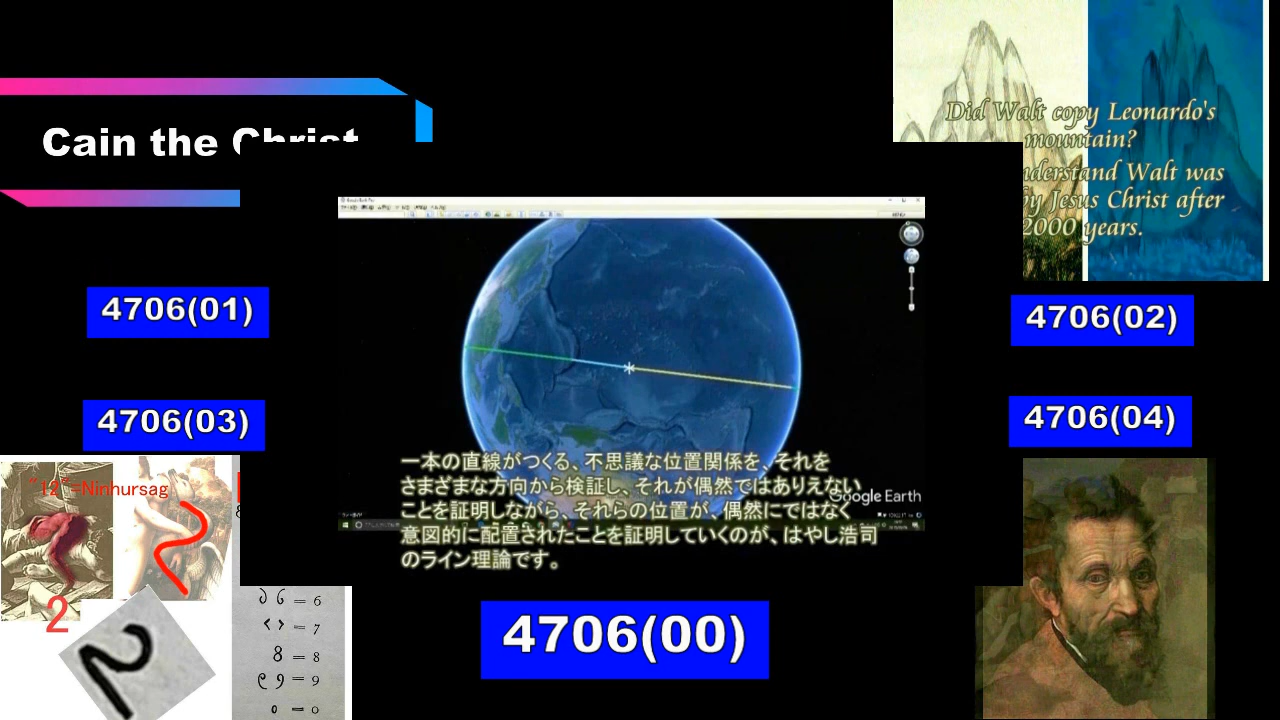 Cain the Christ
Did Walt copy Leonardo's
mountain?
derstand Walt was
by Jesus Christ after
2000 years.
4706(01)
4706(02)
4706(03)
4706(04)
一本の直線がつくる、不思議な位置関係を、それを
さまざまな方向から検証し、それが偶然ではありえない
ことを証明しながら、それらの位置が、偶然にではなく
意図的に配置されたことを証明していくのが、はやし浩司
のライン理論です。
Google Earth
"12"=Ninhursag
2
= 6
= 7
8 = 8
9 = 9
0 = 0
4706(00)